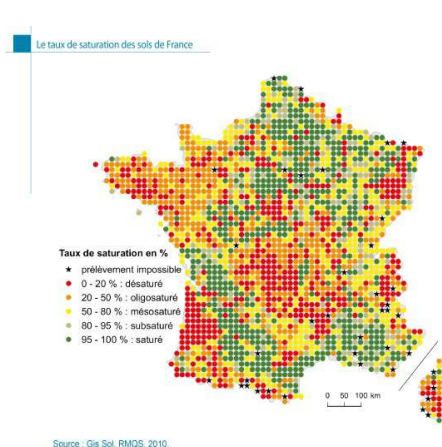 Le taux de saturation des sols de France
Taux de saturation en %
prélèvement impossible
0 - 20 % : désaturé
20 - 50 % : oligosaturé
50 - 80 % : mésosaturé
80 - 95 % : subsaturé
95 - 100 % : saturé
0 50 100 km
Source : Gis Sol, RMQS, 2010.